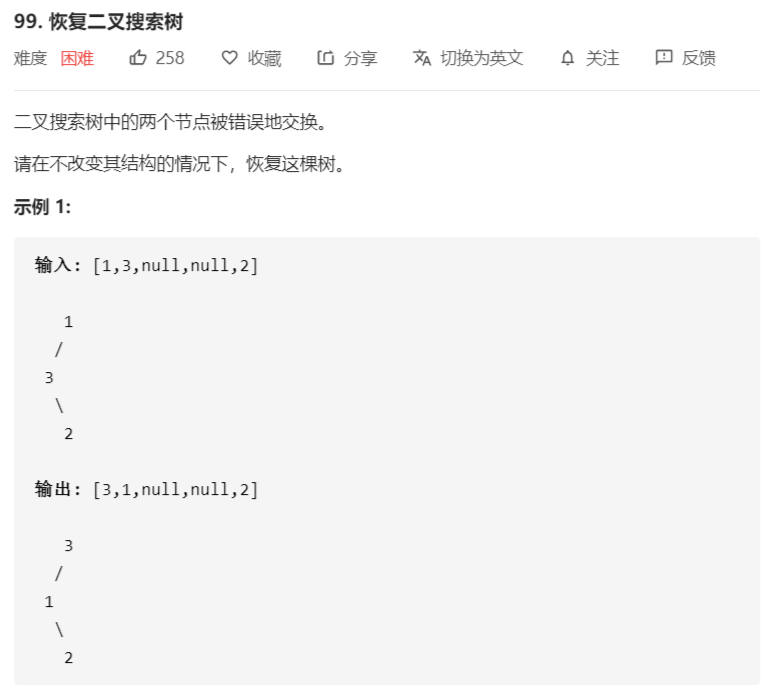 99. 恢复二叉搜索树
难度 困难 258 收藏 分享 切换为英文 关注 反馈
二叉搜索树中的两个节点被错误地交换。
请在不改变其结构的情况下，恢复这棵树。
示例 1:
输入: [1,3,null,null,2]
1
/
3
\
2
输出: [3,1,null,null,2]
3
/
1
\
2